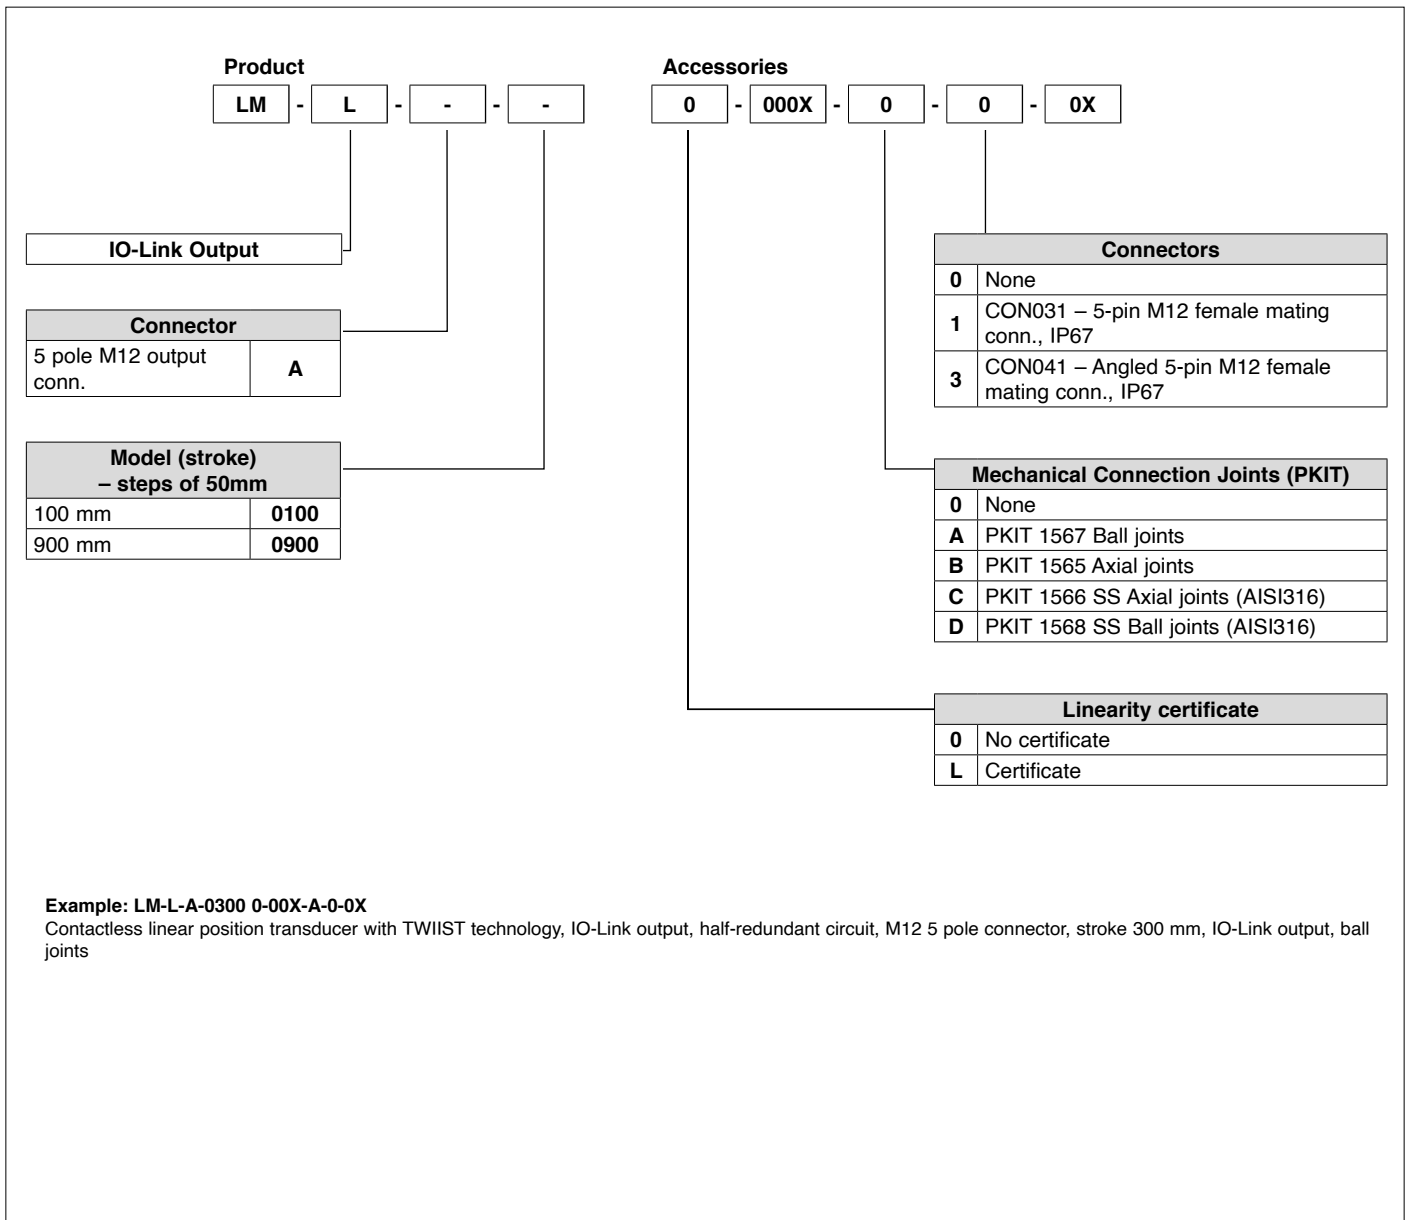 Product
Accessories
LM - L - - - -
0 - 000X - 0 - 0 - 0X
IO-Link Output
Connector
5 pole M12 output conn.
A
Model (stroke)
– steps of 50mm
100 mm 0100
900 mm 0900
Connectors
0 None
1 CON031 – 5-pin M12 female mating conn., IP67
3 CON041 – Angled 5-pin M12 female mating conn., IP67
Mechanical Connection Joints (PKIT)
0 None
A PKIT 1567 Ball joints
B PKIT 1565 Axial joints
C PKIT 1566 SS Axial joints (AISI316)
D PKIT 1568 SS Ball joints (AISI316)
Linearity certificate
0 No certificate
L Certificate
Example: LM-L-A-0300 0-00X-A-0-0X
Contactless linear position transducer with TWIIST technology, IO-Link output, half-redundant circuit, M12 5 pole connector, stroke 300 mm, IO-Link output, ball
joints